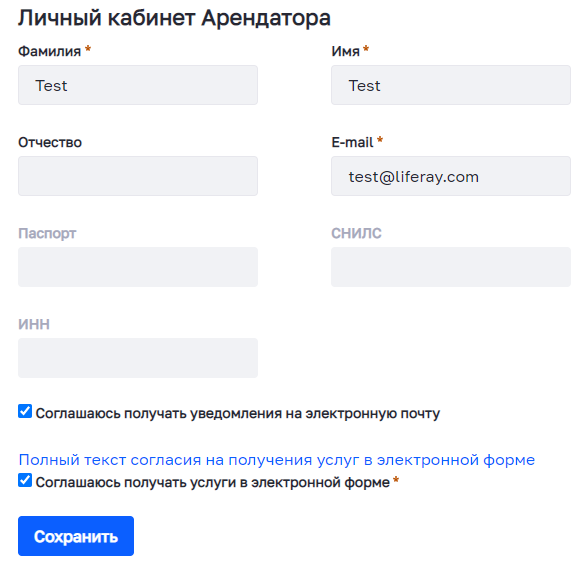 Личный кабинет Арендатора
Фамилия * Имя *
Test Test
Отчество E-mail *
test@liferay.com
Паспорт СНИЛС
ИНН
Соглашаюсь получать уведомления на электронную почту
Полный текст согласия на получения услуг в электронной форме
Соглашаюсь получать услуги в электронной форме *
Сохранить